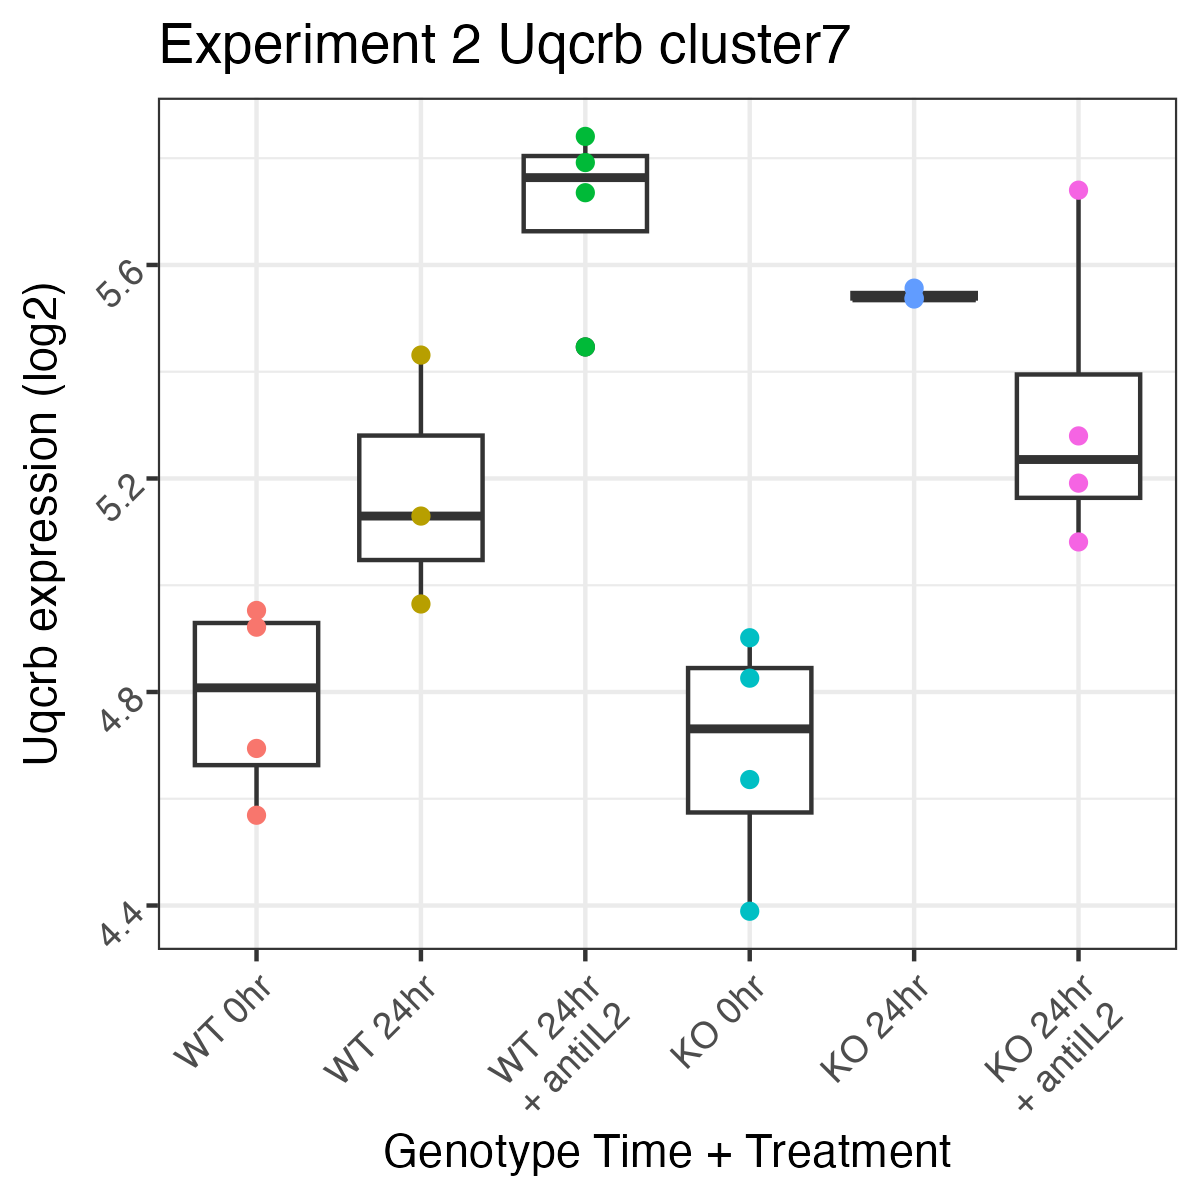 Experiment 2 Uqcrb cluster7
Uqcrb expression (log2)
5.6
5.2
4.8
4.4
WT 0hr
WT 24hr
WT 24hr
+ antiIL2
KO 0hr
KO 24hr
KO 24hr
+ antiIL2
Genotype Time + Treatment